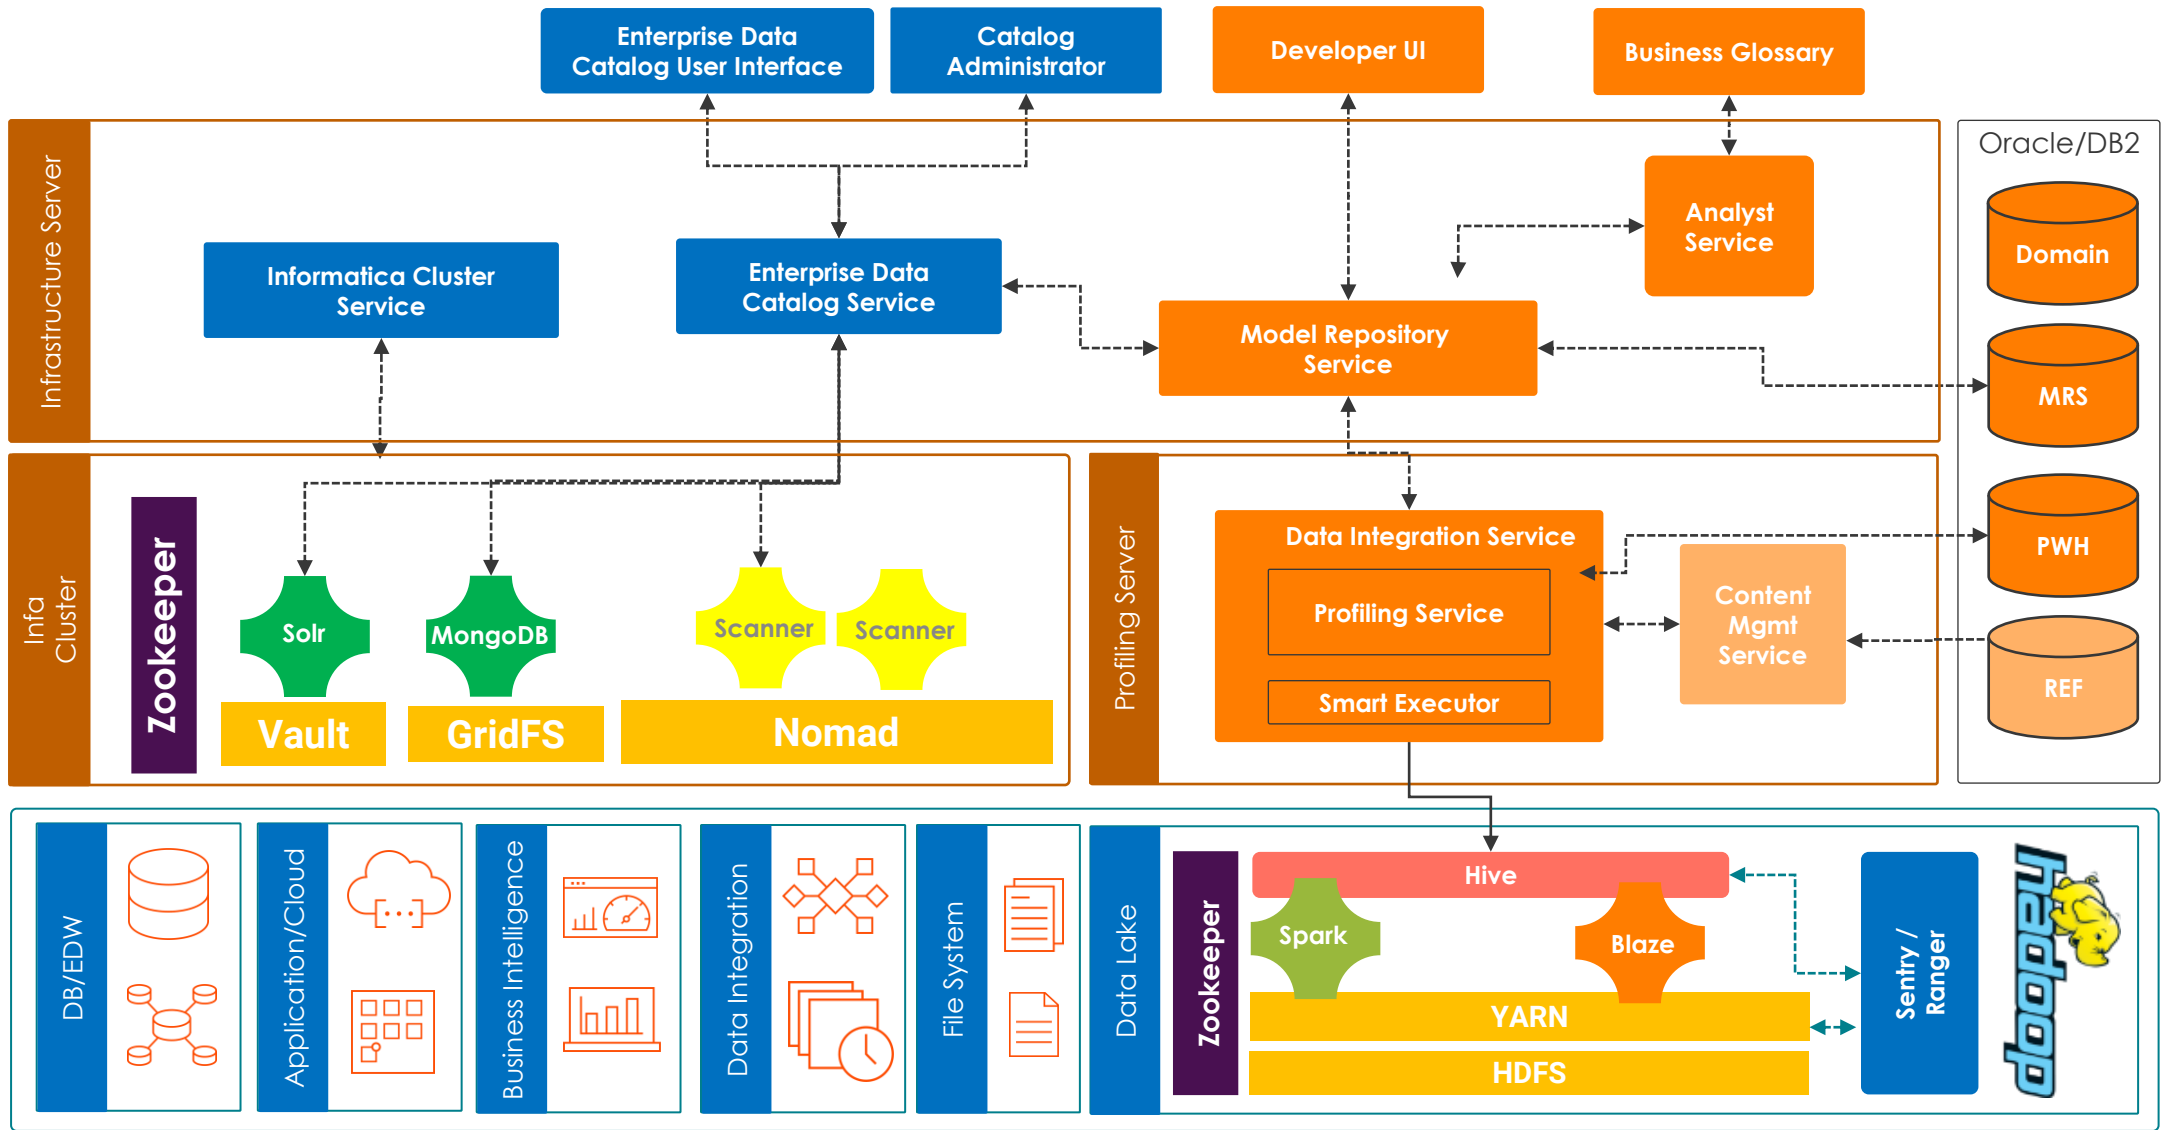 Enterprise Data
Catalog User Interface
Catalog
Administrator
Developer UI
Business Glossary
Infrastructure Server
Oracle/DB2
Analyst
Service
Domain
Informatica Cluster
Service
Enterprise Data
Catalog Service
Model Repository
Service
MRS
Infa
Cluster
Zookeeper
Solr
MongoDB
Scanner
Scanner
Vault
GridFS
Nomad
Profiling Server
Data Integration Service
Profiling Service
Smart Executor
Content
Mgmt
Service
PWH
REF
DB/EDW
Application/Cloud
Business Intelligence
Data Integration
File System
Data Lake
Zookeeper
Hive
Spark
Blaze
YARN
HDFS
Sentry /
Ranger
hadoop